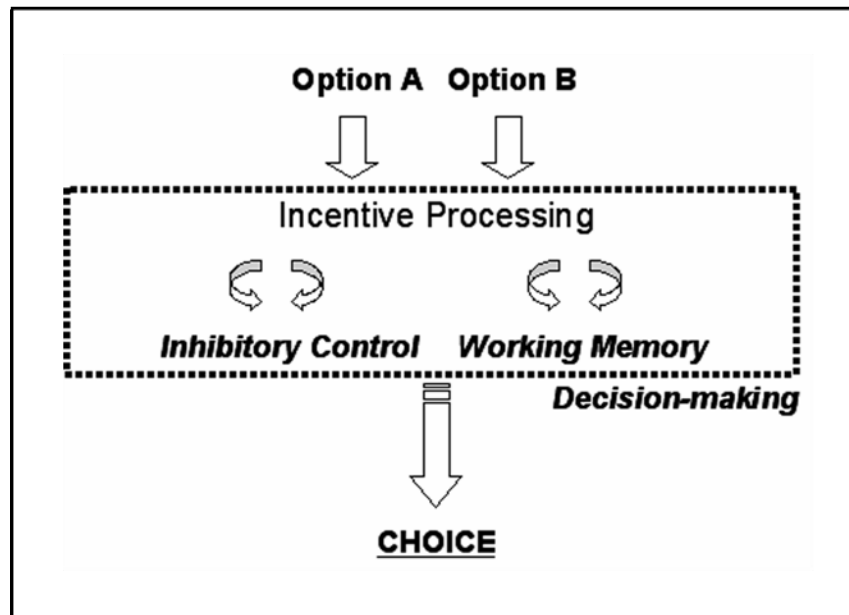 Option A Option B
Incentive Processing
Inhibitory Control Working Memory
Decision-making
CHOICE